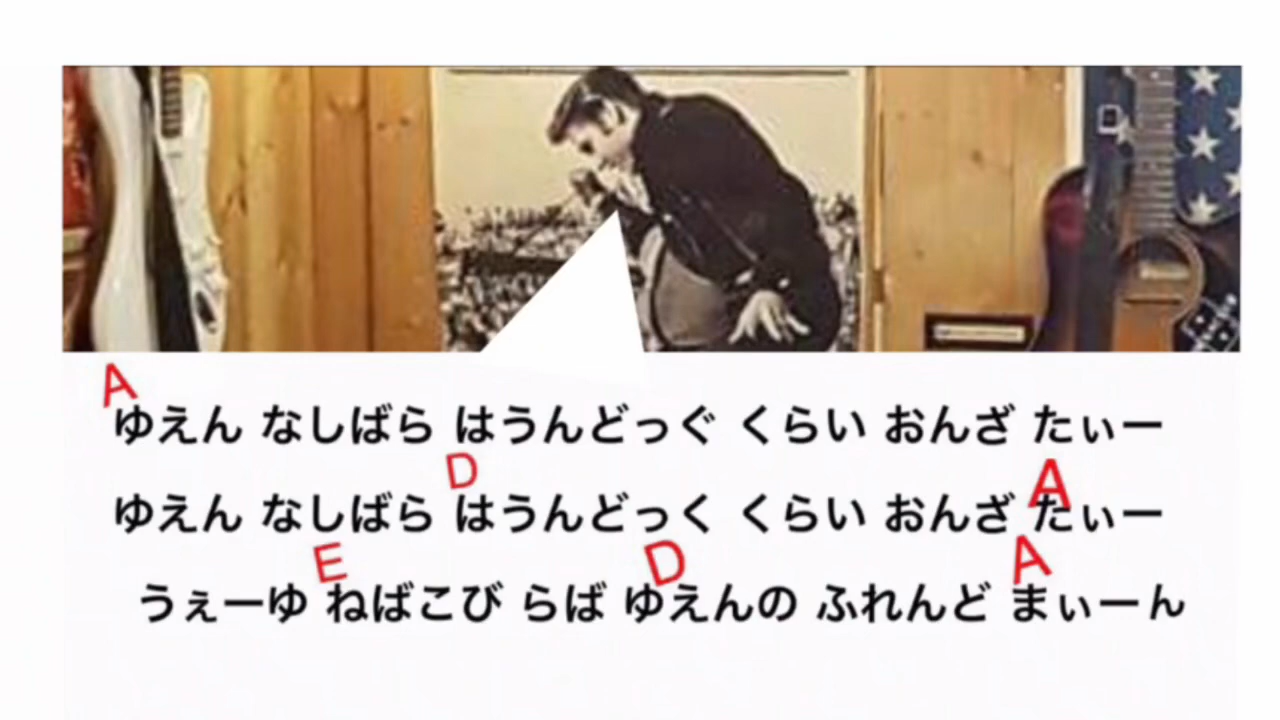 A
ゆえん なしばら はうんどっぐ くらい おんざ たぃー
D A
ゆえん なしばら はうんどっく くらい おんざ たぃー
E D A
うぇーゆ ねばこび らば ゆえんの ふれんど まぃーん